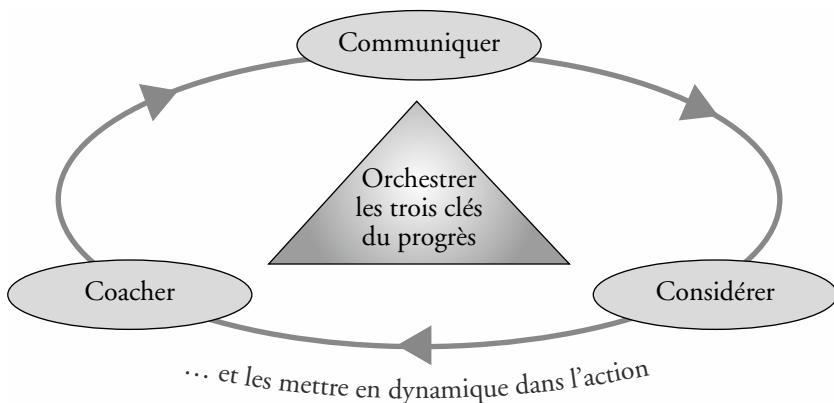 Communiquer
Orchestrer
les trois clés
du progrès
Coacher
Considérer
… et les mettre en dynamique dans l'action